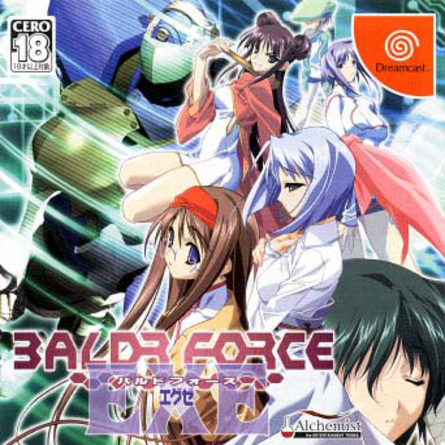 CERO
18
18才以上対象
Dreamcast
BALDR FORCE
EXE
バルドフォース
エグゼ
Alchemist